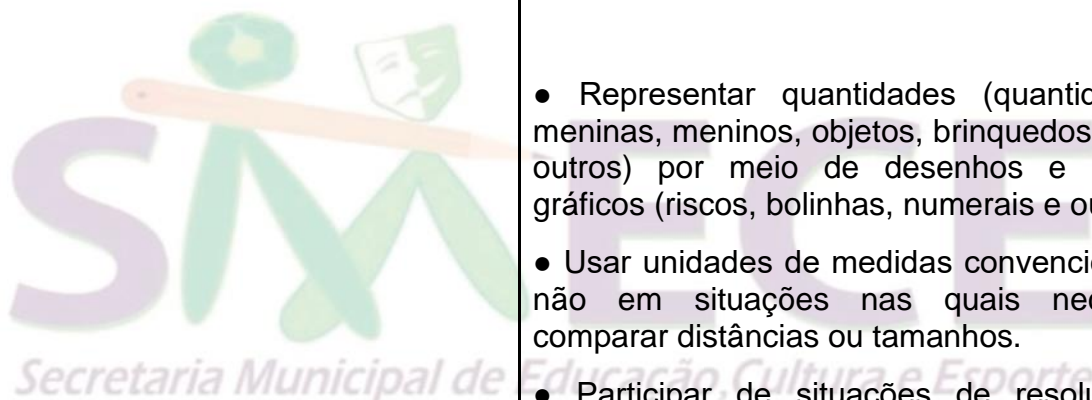 ● Representar quantidades
meninas, meninos, objetos, brinquedos
outros) por meio de desenhos e
gráficos (riscos, bolinhas, numerais e
● Usar unidades de medidas
não em situações nas quais
comparar distâncias ou tamanhos.
● Participar de situações de
SMECE
Secretaria Municipal de Educação, Cultura e Esporte